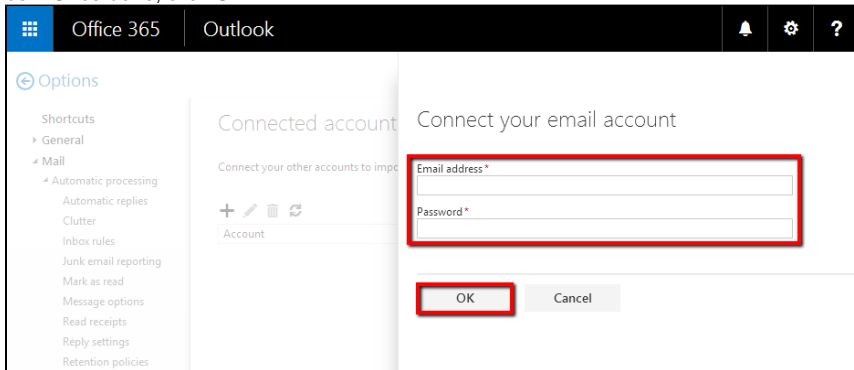 Office 365 Outlook ?
Options
Shortcuts
General
Mail
Automatic processing
Automatic replies
Clutter
Inbox rules
Junk email reporting
Mark as read
Message options
Read receipts
Reply settings
Retention policies
Connected account
Connect your other accounts to impo
Account
Connect your email account
Email address*
Password*
OK Cancel